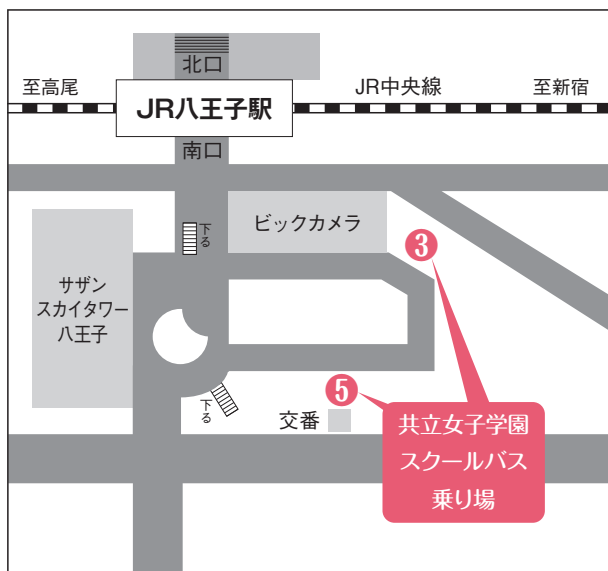 北口
至高尾
JR中央線
至新宿
JR八王子駅
南口
下る
ビックカメラ
3
サザン
スカイタワー
八王子
5
下る
交番
共立女子学園
スクールバス
乗り場